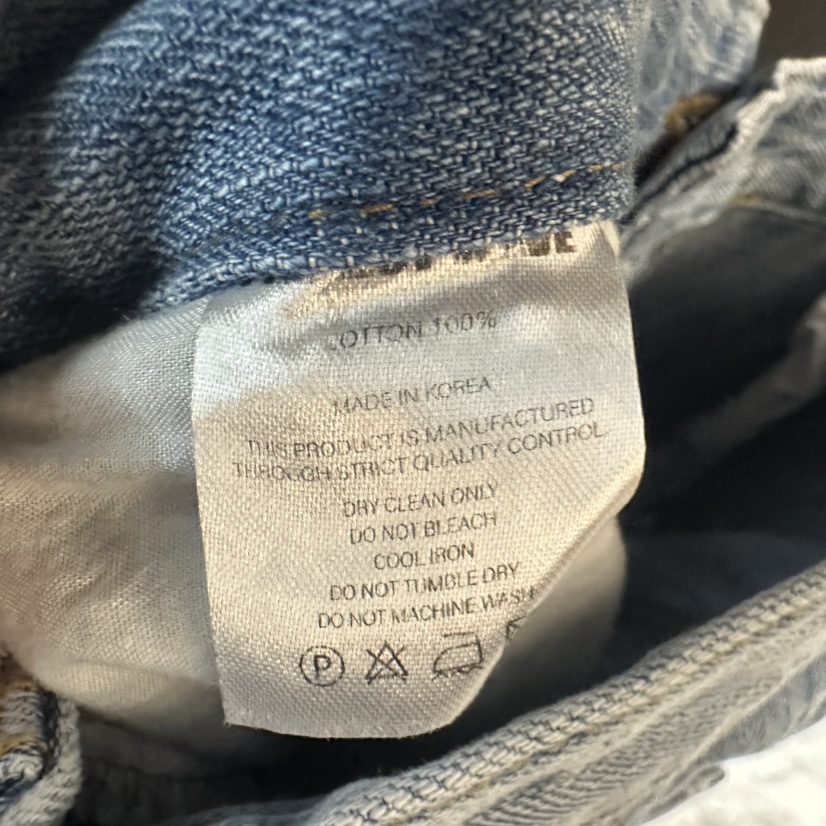 COTTON 100%
MADE IN KOREA
THIS PRODUCT IS MANUFACTURED
THROUGH STRICT QUALITY CONTROL.
DRY CLEAN ONLY
DO NOT BLEACH
COOL IRON
DO NOT TUMBLE DRY
DO NOT MACHINE WASH
P